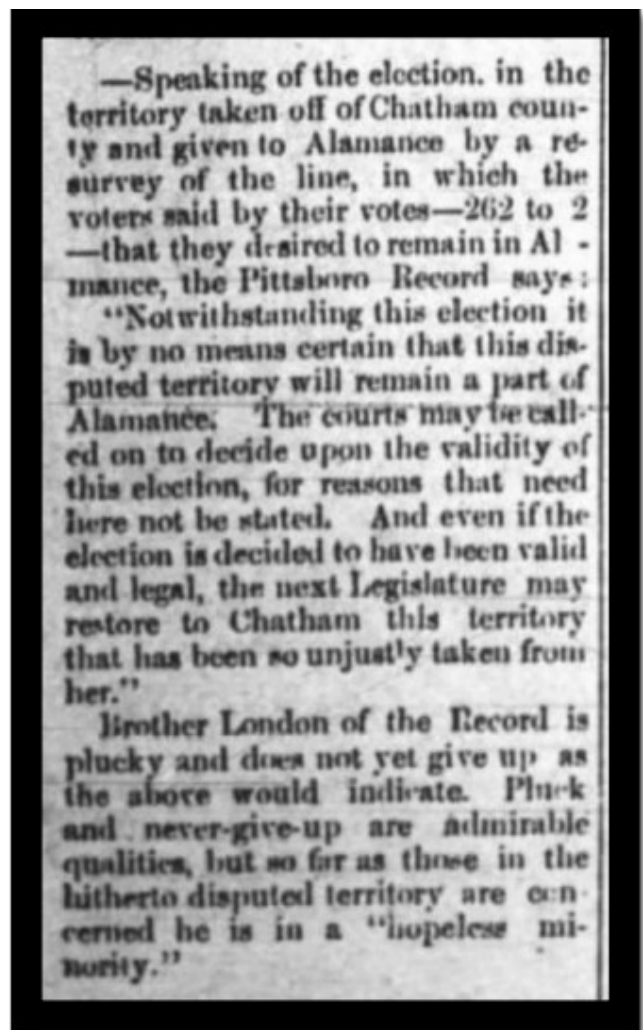 —Speaking of the election. in the
territory taken off of Chatham coun-
ty and given to Alamance by a re-
survey of the line, in which the
voters said by their votes—262 to 2
—that they desired to remain in Al -
mance, the Pittsboro Record says:
"Notwithstanding this election it
is by no means certain that this dis-
puted territory will remain a part of
Alamance. The courts may be call-
ed on to decide upon the validity of
this election, for reasons that need
here not be stated. And even if the
election is decided to have been valid
and legal, the next Legislature may
restore to Chatham this territory
that has been so unjustly taken from
her."
Brother London of the Record is
plucky and does not yet give up as
the above would indicate. Pluck
and never-give-up are admirable
qualities, but so far as those in the
hitherto disputed territory are con-
cerned he is in a "hopeless mi-
nority."